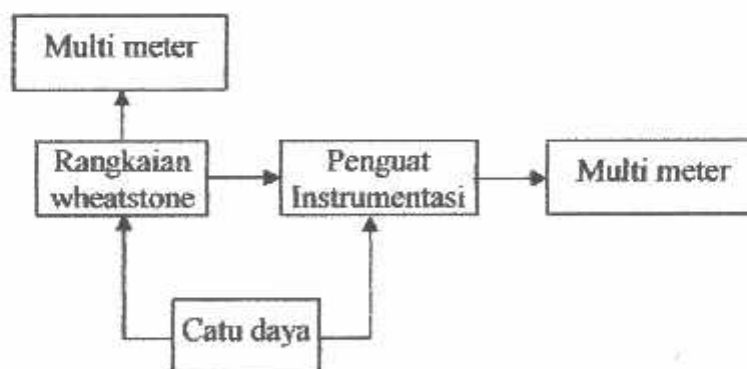 Multi meter
Rangkaian
wheatstone
Penguat
Instrumentasi
Multi meter
Catu daya